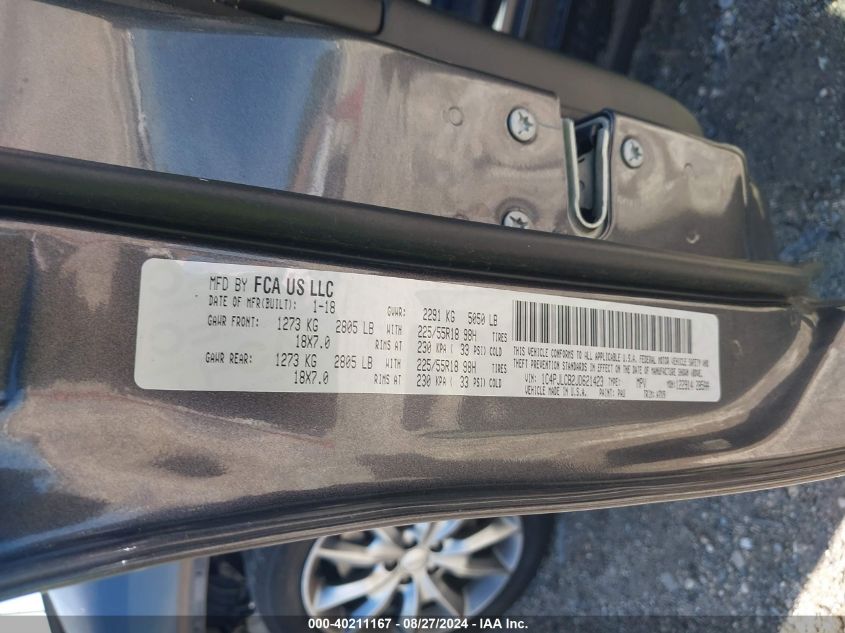 MFD BY FCA US LLC
DATE OF MFR(BUILT): 1-18 GVWR: 2291 KG 5050 LB
GAWR FRONT: 1273 KG 2805 LB WITH 225/55R18 98H TIRES
18X7.0 RIMS AT 230 KPA ( 33 PSI) COLD
GAWR REAR: 1273 KG 2805 LB WITH 225/55R18 98H TIRES
18X7.0 RIMS AT 230 KPA ( 33 PSI) COLD
THIS VEHICLE CONFORMS TO ALL APPLICABLE U.S.A. FEDERAL MOTOR VEHICLE SAFETY AND
THEFT PREVENTION STANDARDS IN EFFECT ON THE DATE OF MANUFACTURE SHOWN ABOVE.
VIN: 1C4PJLCB2JD621423 TYPE: MPV MDH:
VEHICLE MADE IN U.S.A. PAINT: PAU TRIM:
000-40211167 - 08/27/2024 - IAA Inc.